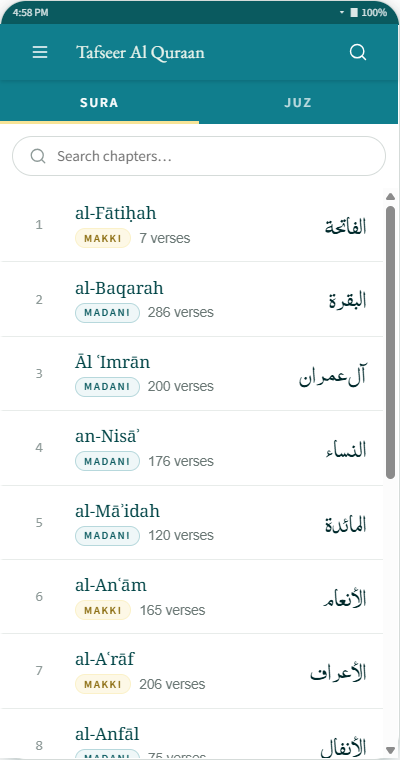 4:58 PM 100%
Tafseer Al Quraan
SURA JUZ
Search chapters...
1 al-Fātiḥah الفاتحة
MAKKI 7 verses
2 al-Baqarah البقرة
MADANI 286 verses
3 Āl ʿImrān آل عمران
MADANI 200 verses
4 an-Nisāʾ النساء
MADANI 176 verses
5 al-Māʾidah المائدة
MADANI 120 verses
6 al-Anʿām الأنعام
MAKKI 165 verses
7 al-Aʿrāf الأعراف
MAKKI 206 verses
8 al-Anfāl الأنفال
MADANI 75 verses